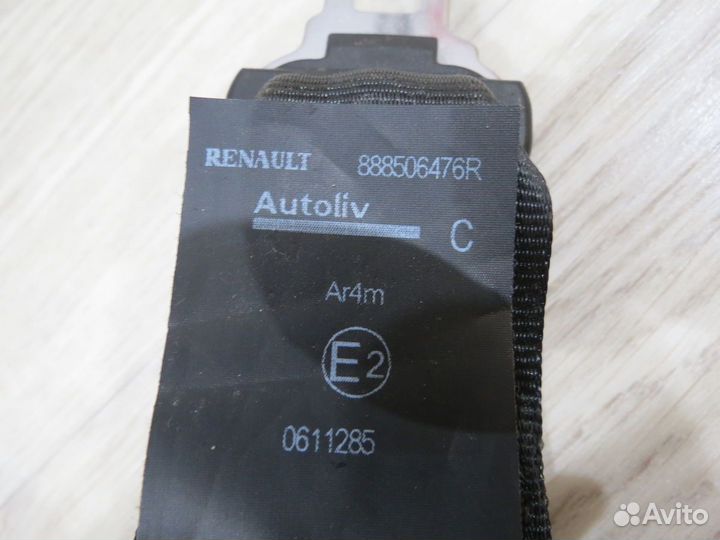 RENAULT 888506476R
Autoliv
C
Ar4m
E2
0611285
Avito